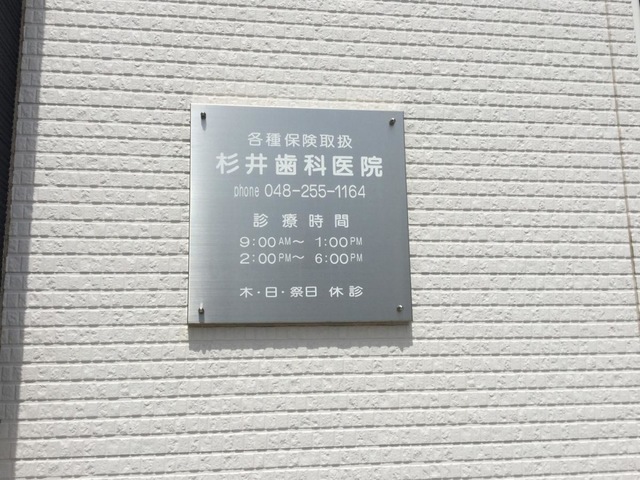 各種保険取扱
杉井歯科医院
phone 048-255-1164
診療時間
9:00AM〜 1:00PM
2:00PM〜 6:00PM
木・日・祭日 休診